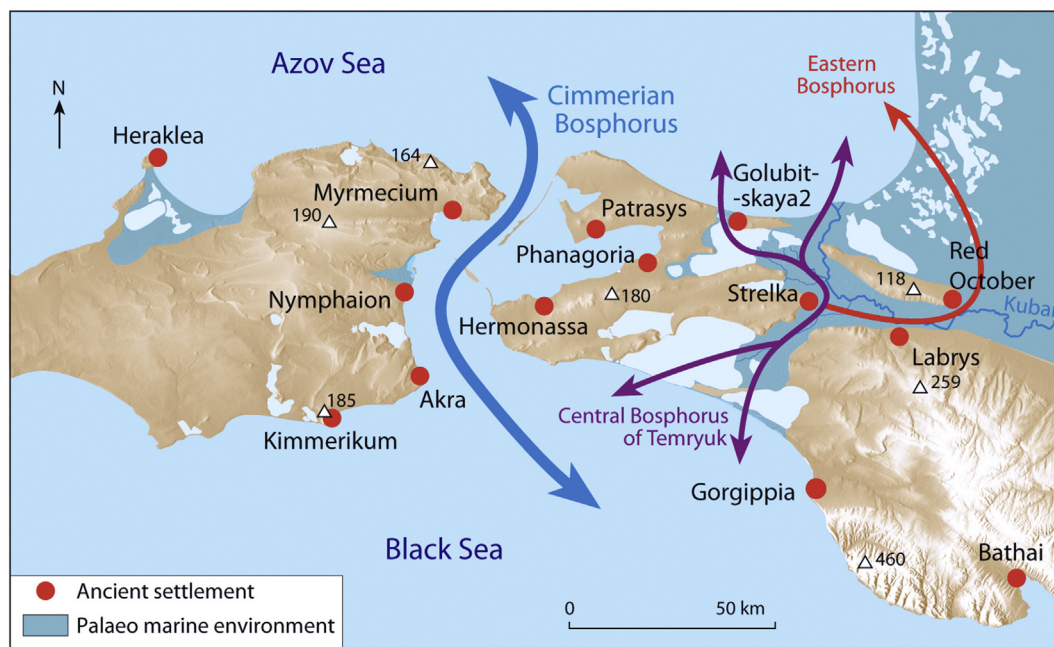 Azov Sea
N
Heraklea
164
Myrmecium
190
Cimmerian
Bosphorus
Eastern
Bosphorus
Golubit-
-skaya2
Patrasys
Phanagoria
Red
October
118
Nymphaion
180
Strelka
Kuban
Hermonassa
Labrys
259
Akra
185
Kimmerikum
Central Bosphorus
of Temryuk
Gorgippia
Black Sea
460
Bathai
Ancient settlement
Palaeo marine environment
0
50 km